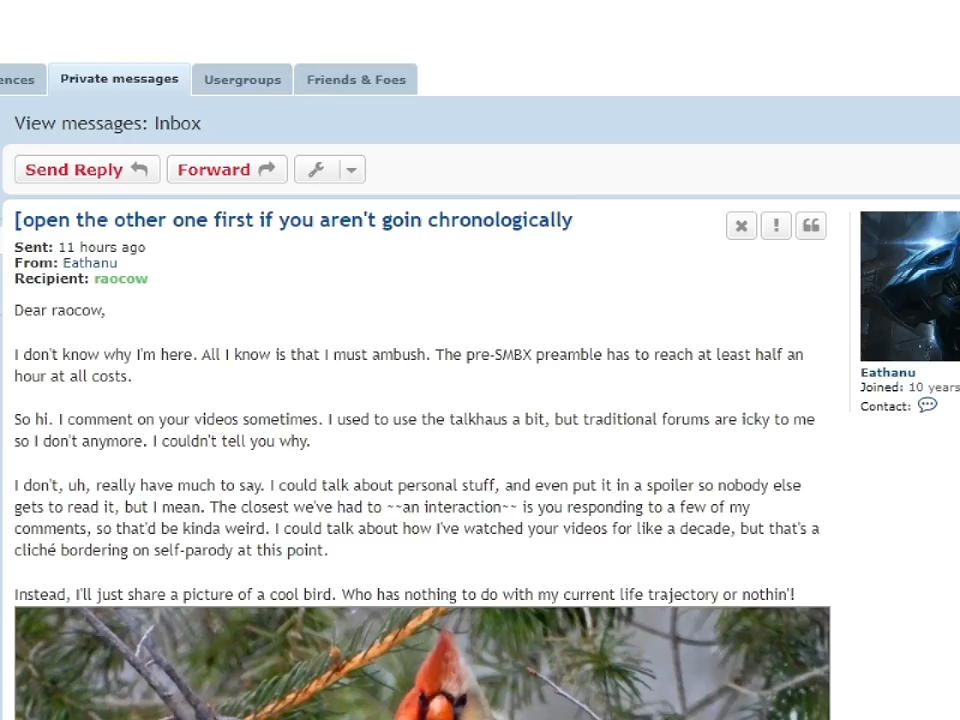 ences Private messages Usergroups Friends & Foes
View messages: Inbox
Send Reply Forward
[open the other one first if you aren't goin chronologically
Sent: 11 hours ago
From: Eathanu
Recipient: raocow
Dear raocow,
I don't know why I'm here. All I know is that I must ambush. The pre-SMBX preamble has to reach at least half an
hour at all costs.
So hi. I comment on your videos sometimes. I used to use the talkhaus a bit, but traditional forums are icky to me
so I don't anymore. I couldn't tell you why.
I don't, uh, really have much to say. I could talk about personal stuff, and even put it in a spoiler so nobody else
gets to read it, but I mean. The closest we've had to ~~an interaction~~ is you responding to a few of my
comments, so that'd be kinda weird. I could talk about how I've watched your videos for like a decade, but that's a
cliché bordering on self-parody at this point.
Instead, I'll just share a picture of a cool bird. Who has nothing to do with my current life trajectory or nothin'!
Eathanu
Joined: 10 years
Contact: